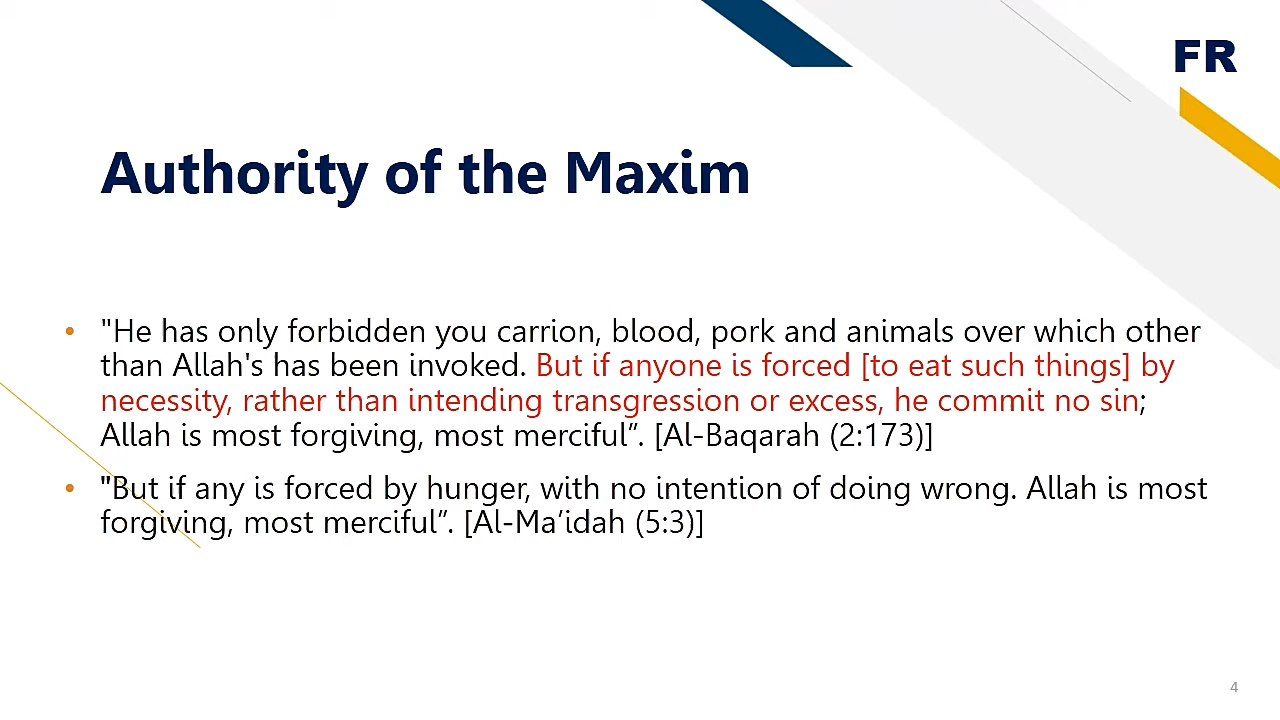 FR
Authority of the Maxim
• "He has only forbidden you carrion, blood, pork and animals over which other
than Allah's has been invoked. But if anyone is forced [to eat such things] by
necessity, rather than intending transgression or excess, he commit no sin;
Allah is most forgiving, most merciful”. [Al-Baqarah (2:173)]
• "But if any is forced by hunger, with no intention of doing wrong. Allah is most
forgiving, most merciful”. [Al-Ma’idah (5:3)]
4